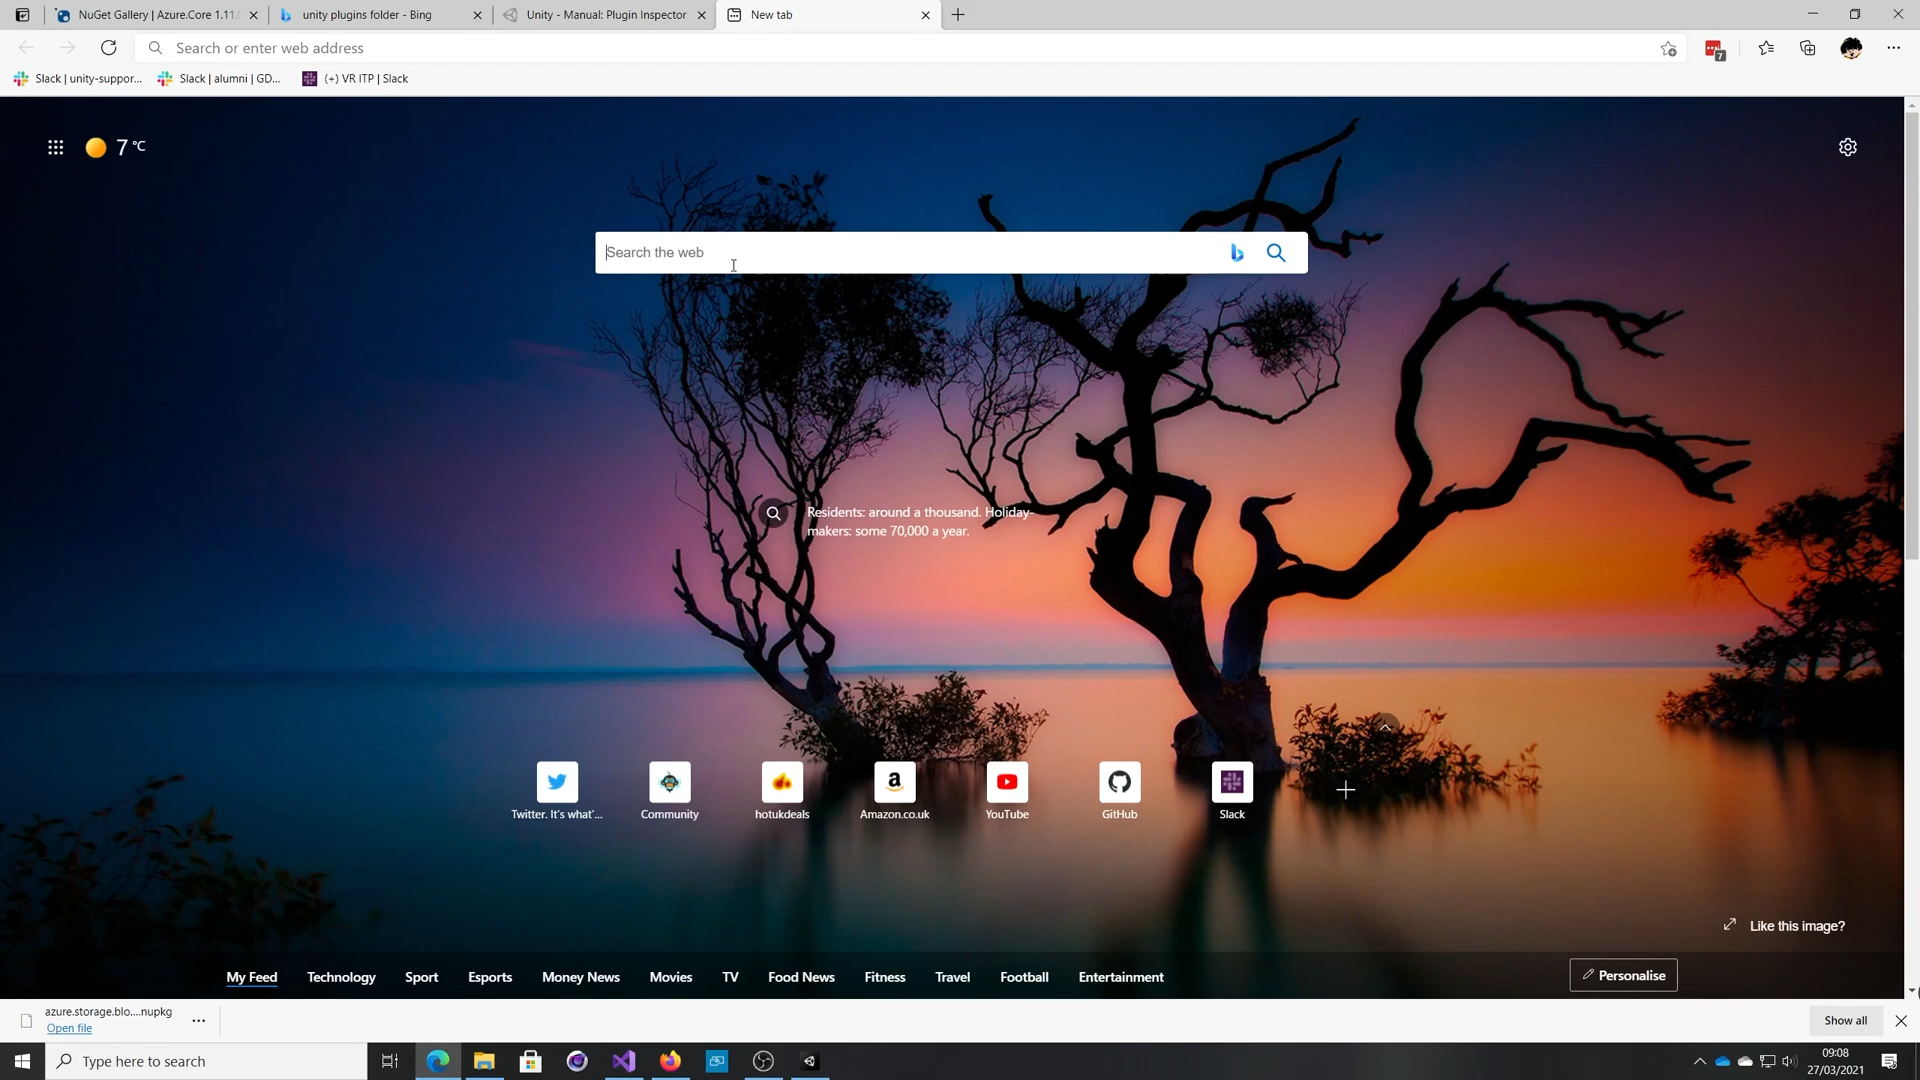 NuGet Gallery | Azure.Core 1.11.
unity plugins folder - Bing
Unity - Manual: Plugin Inspector
New tab
Search or enter web address
7
Slack | unity-suppor...
Slack | alumni | GD...
(+) VR ITP | Slack
7 °C
Search the web
Residents: around a thousand. Holiday-
makers: some 70,000 a year.
Twitter. It's what'...
Community
hotukdeals
Amazon.co.uk
YouTube
GitHub
Slack
Like this image?
My Feed
Technology
Sport
Esports
Money News
Movies
TV
Food News
Fitness
Travel
Football
Entertainment
Personalise
azure.storage.blo....nupkg
Open file
Show all
Type here to search
09:08
27/03/2021